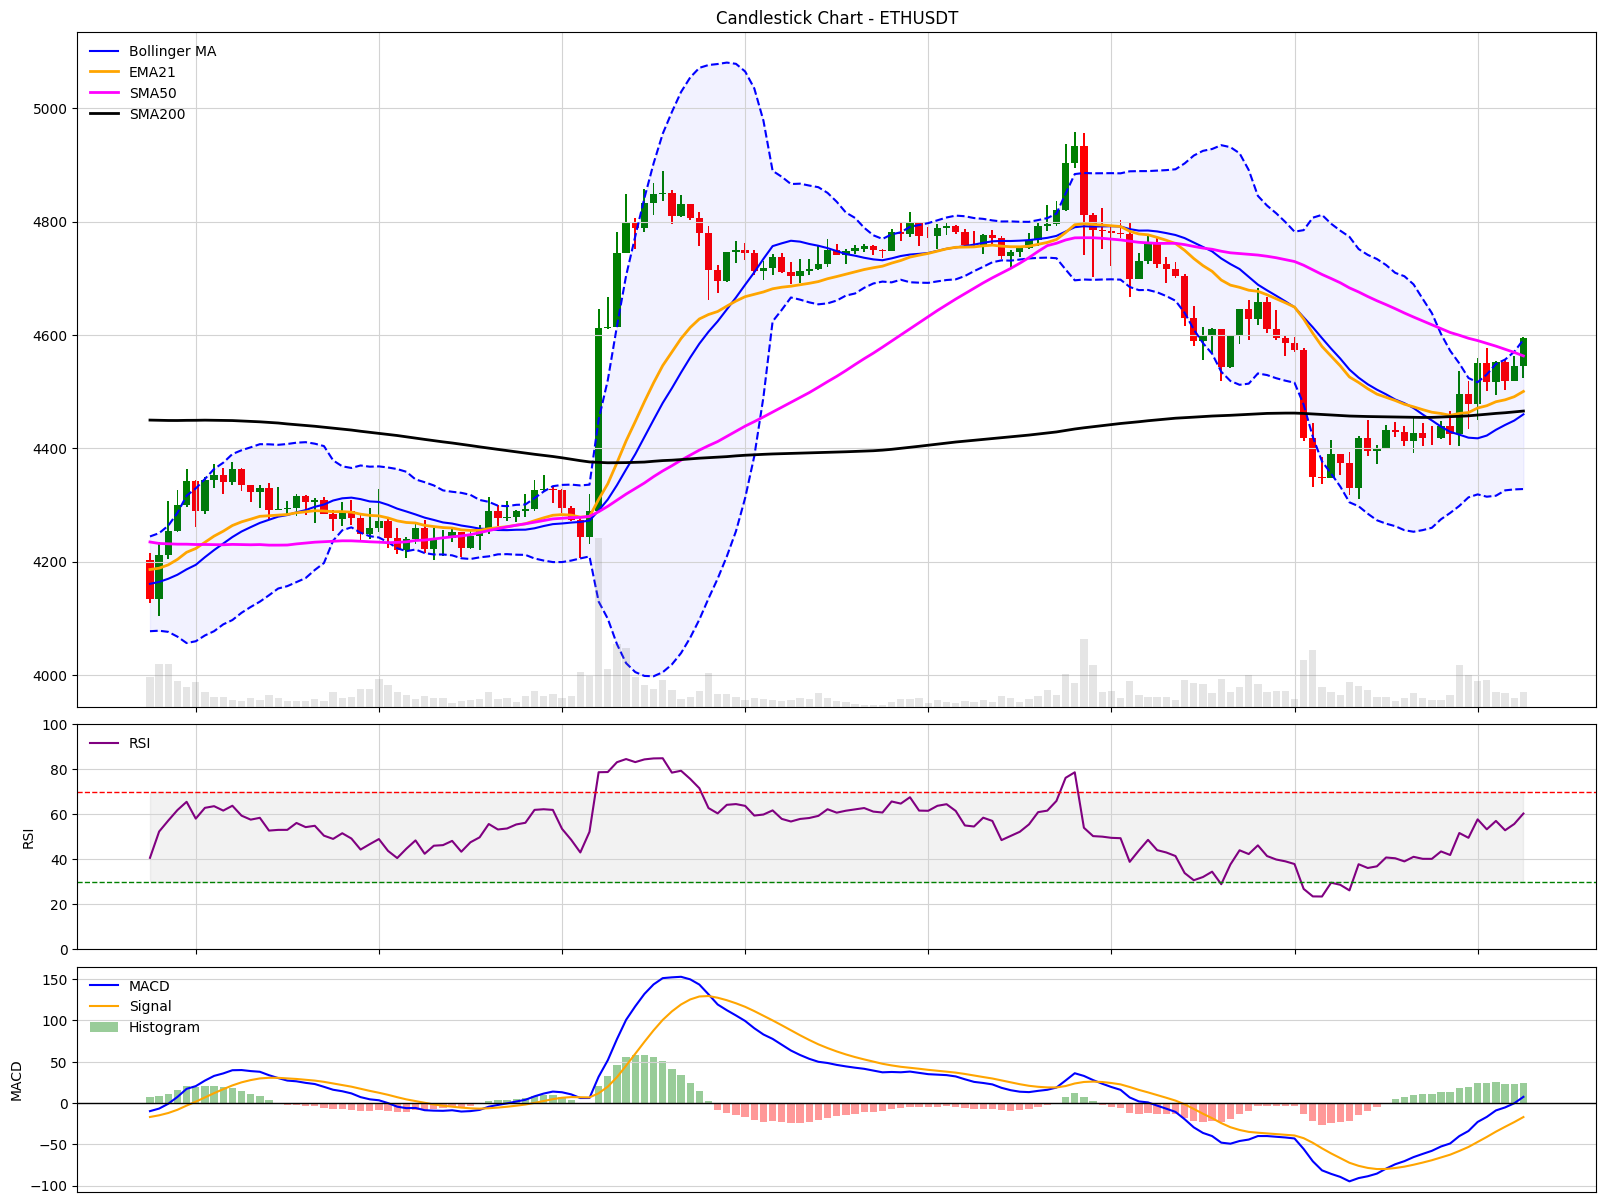 Candlestick Chart - ETHUSDT
Bollinger MA
EMA21
SMA50
SMA200
5000
4800
4600
4400
4200
4000
RSI
100
80
60
40
20
0
RSI
MACD
Signal
Histogram
150
100
50
0
−50
−100
MACD